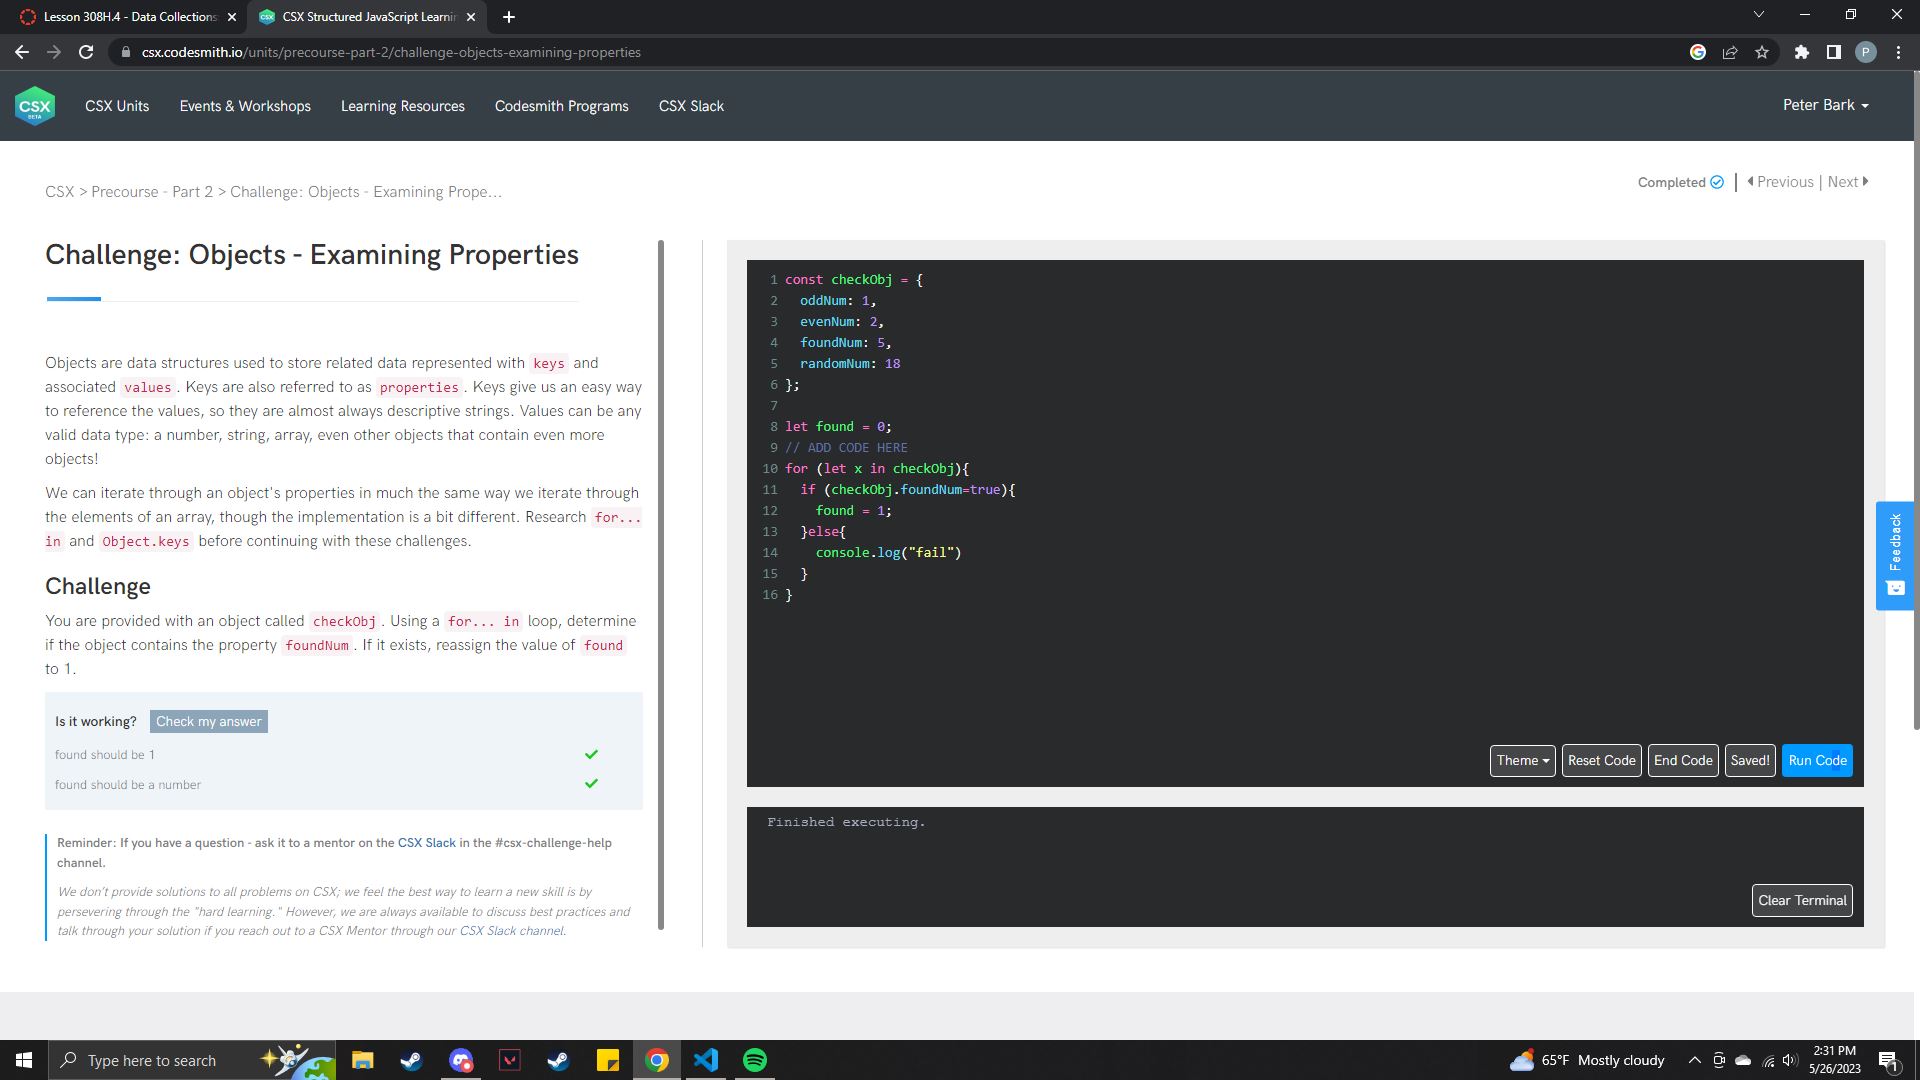 Lesson 308H.4 - Data Collections
CSX Structured JavaScript Learnin
csx.codesmith.io/units/precourse-part-2/challenge-objects-examining-properties
P
CSX
BETA
CSX Units
Events & Workshops
Learning Resources
Codesmith Programs
CSX Slack
Peter Bark
CSX > Precourse - Part 2 > Challenge: Objects - Examining Prope...
Completed
Previous | Next
Challenge: Objects - Examining Properties
Objects are data structures used to store related data represented with keys and
associated values. Keys are also referred to as properties. Keys give us an easy way
to reference the values, so they are almost always descriptive strings. Values can be any
valid data type: a number, string, array, even other objects that contain even more
objects!
We can iterate through an object's properties in much the same way we iterate through
the elements of an array, though the implementation is a bit different. Research for...
in and Object.keys before continuing with these challenges.
Challenge
You are provided with an object called checkObj. Using a for... in loop, determine
if the object contains the property foundNum. If it exists, reassign the value of found
to 1.
Is it working? Check my answer
found should be 1
found should be a number
Reminder: If you have a question - ask it to a mentor on the CSX Slack in the #csx-challenge-help
channel.
We don't provide solutions to all problems on CSX; we feel the best way to learn a new skill is by
persevering through the "hard learning." However, we are always available to discuss best practices and
talk through your solution if you reach out to a CSX Mentor through our CSX Slack channel.
1 const checkObj = {
2 oddNum: 1,
3 evenNum: 2,
4 foundNum: 5,
5 randomNum: 18
6 };
7
8 let found = 0;
9 // ADD CODE HERE
10 for (let x in checkObj){
11 if (checkObj.foundNum=true){
12 found = 1;
13 }else{
14 console.log("fail")
15 }
16 }
Theme
Reset Code
End Code
Saved!
Run Code
Finished executing.
Clear Terminal
Feedback
Type here to search
65°F Mostly cloudy
2:31 PM
5/26/2023
1